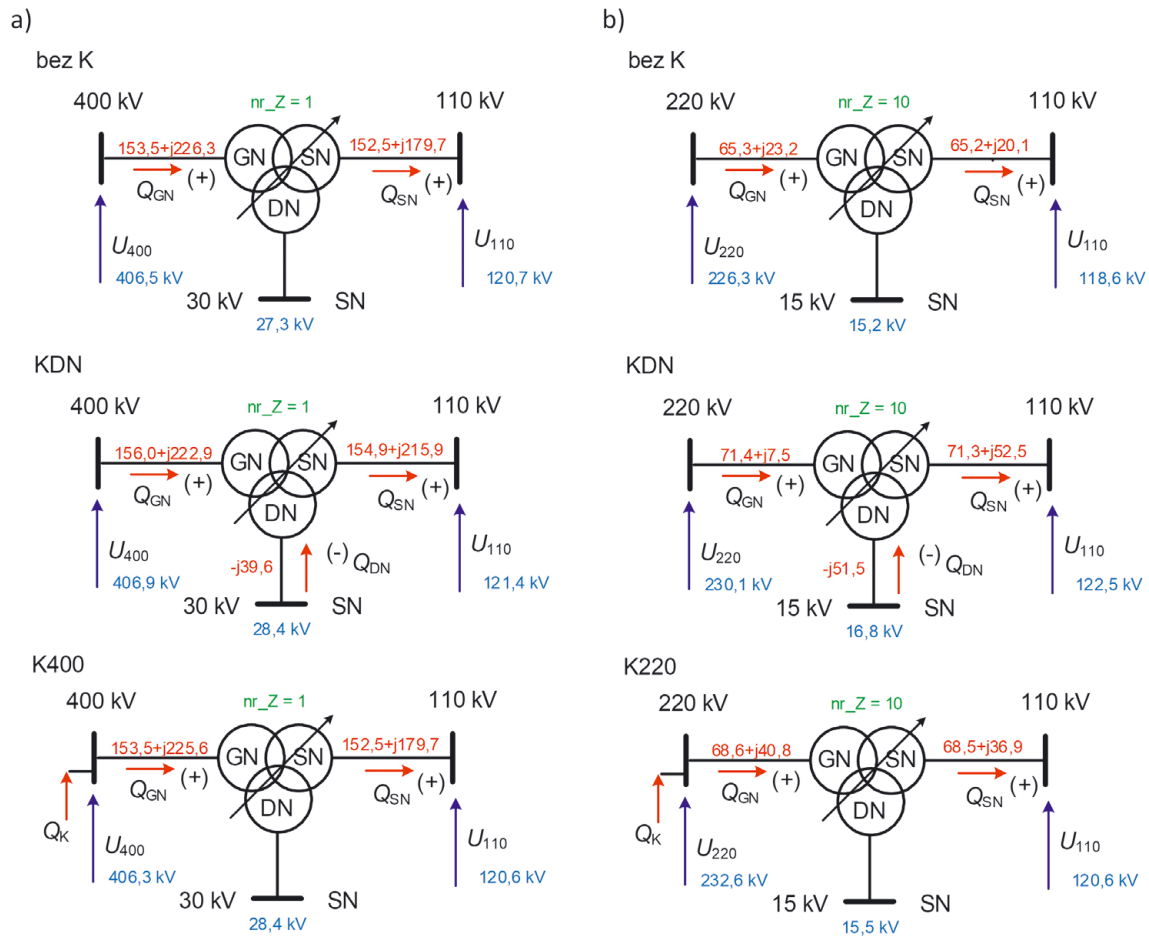 a)
bez K
400 kV
nr_Z = 1
110 kV
153,5+j226,3
GN
SN
152,5+j179,7
QGN
(+)
QSN
(+)
DN
U400
406,5 kV
U110
120,7 kV
30 kV
SN
27,3 kV
KDN
400 kV
nr_Z = 1
110 kV
156,0+j222,9
GN
SN
154,9+j215,9
QGN
(+)
QSN
(+)
DN
U400
406,9 kV
-j39,6
(-) QDN
U110
121,4 kV
30 kV
SN
28,4 kV
K400
400 kV
nr_Z = 1
110 kV
153,5+j225,6
GN
SN
152,5+j179,7
QGN
(+)
QSN
(+)
DN
QK
U400
406,3 kV
U110
120,6 kV
30 kV
SN
28,4 kV
b)
bez K
220 kV
nr_Z = 10
110 kV
65,3+j23,2
GN
SN
65,2+j20,1
QGN
(+)
QSN
(+)
DN
U220
226,3 kV
U110
118,6 kV
15 kV
SN
15,2 kV
KDN
220 kV
nr_Z = 10
110 kV
71,4+j7,5
GN
SN
71,3+j52,5
QGN
(+)
QSN
(+)
DN
U220
230,1 kV
-j51,5
(-) QDN
U110
122,5 kV
15 kV
SN
16,8 kV
K220
220 kV
nr_Z = 10
110 kV
68,6+j40,8
GN
SN
68,5+j36,9
QGN
(+)
QSN
(+)
DN
QK
U220
232,6 kV
U110
120,6 kV
15 kV
SN
15,5 kV